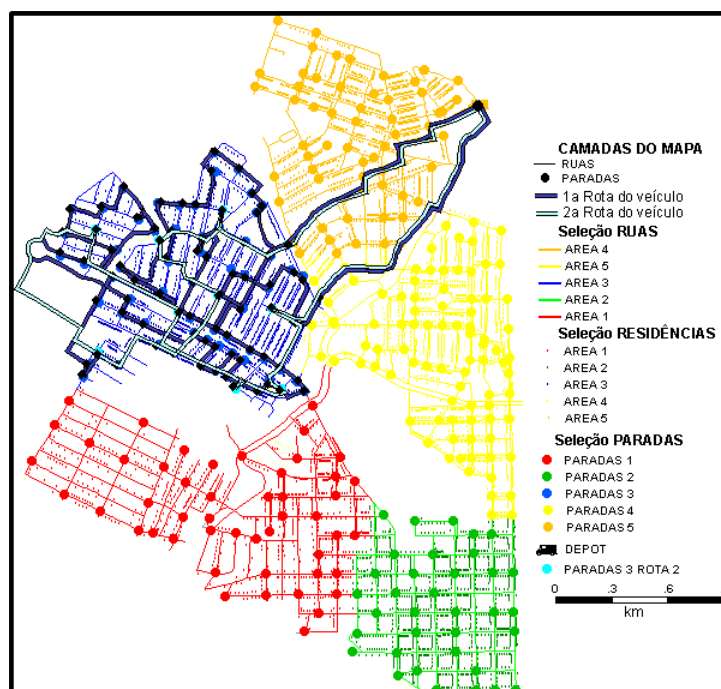 CAMADAS DO MAPA
RUAS
PARADAS
1a Rota do veículo
2a Rota do veículo
Seleção RUAS
AREA 4
AREA 5
AREA 3
AREA 2
AREA 1
Seleção RESIDÊNCIAS
AREA 1
AREA 2
AREA 3
AREA 4
AREA 5
Seleção PARADAS
PARADAS 1
PARADAS 2
PARADAS 3
PARADAS 4
PARADAS 5
DEPOT
PARADAS 3 ROTA 2
0 .3 .6
km